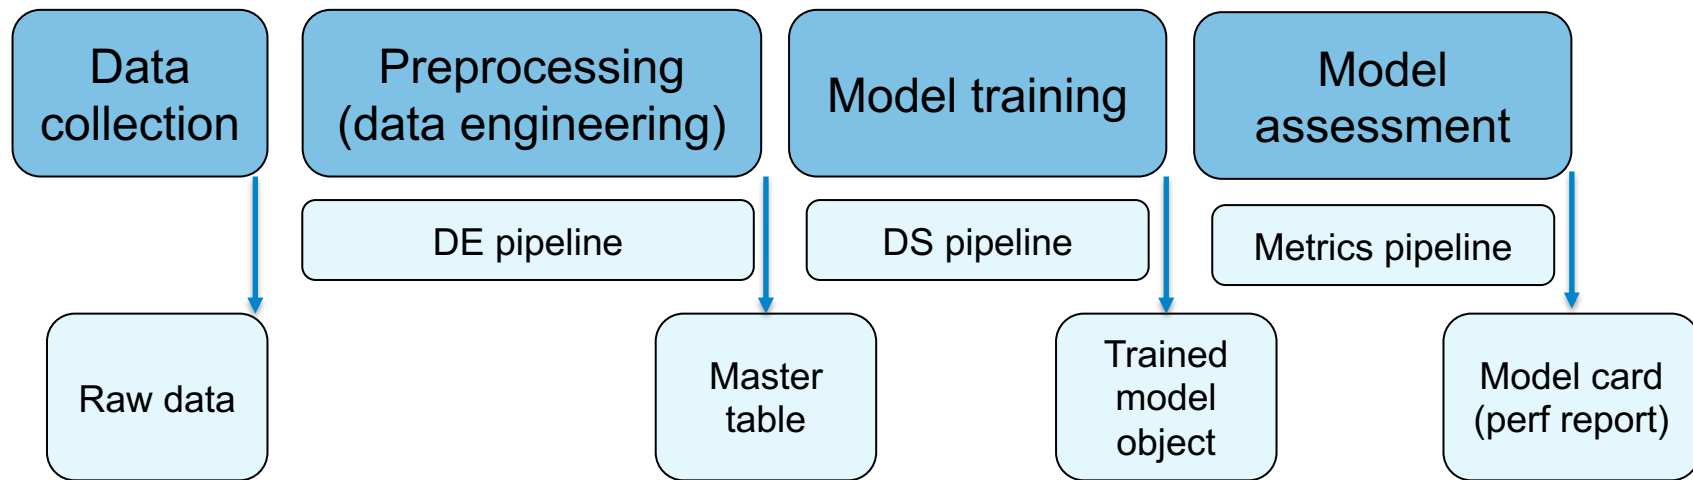 Data
collection
Preprocessing
(data engineering)
Model training
Model
assessment
DE pipeline
DS pipeline
Metrics pipeline
Raw data
Master
table
Trained
model
object
Model card
(perf report)